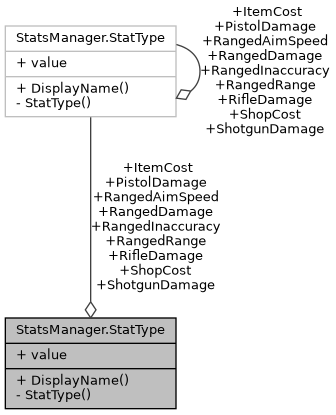 +ItemCost
+PistolDamage
+RangedAimSpeed
+RangedDamage
+RangedInaccuracy
+RangedRange
+RifleDamage
+ShopCost
+ShotgunDamage
StatsManager.StatType
+ value
+ DisplayName()
- StatType()
+ItemCost
+PistolDamage
+RangedAimSpeed
+RangedDamage
+RangedInaccuracy
+RangedRange
+RifleDamage
+ShopCost
+ShotgunDamage
StatsManager.StatType
+ value
+ DisplayName()
- StatType()